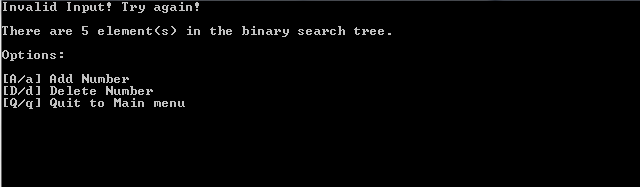 Invalid Input! Try again!
There are 5 element(s) in the binary search tree.
Options:
[A/a] Add Number
[D/d] Delete Number
[Q/q] Quit to Main menu